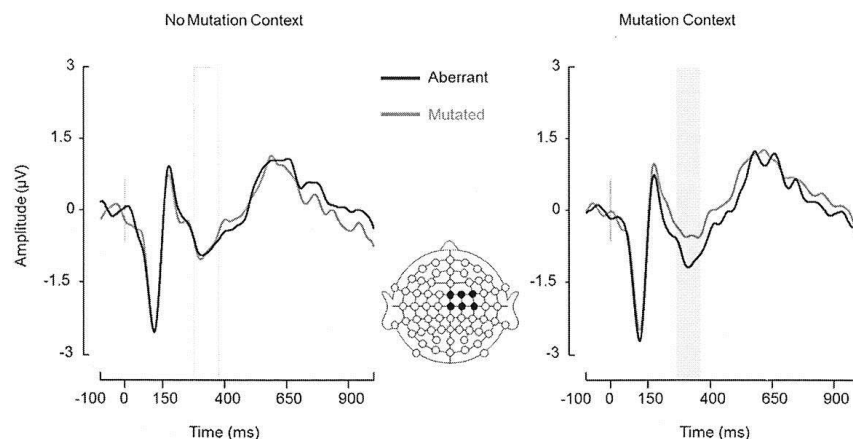 No Mutation Context
Mutation Context
3
1.5
0
-1.5
-3
Amplitude (µV)
-100 0 150 400 650 900
Time (ms)
Aberrant
Mutated
3
1.5
0
-1.5
-3
-100 0 150 400 650 900
Time (ms)